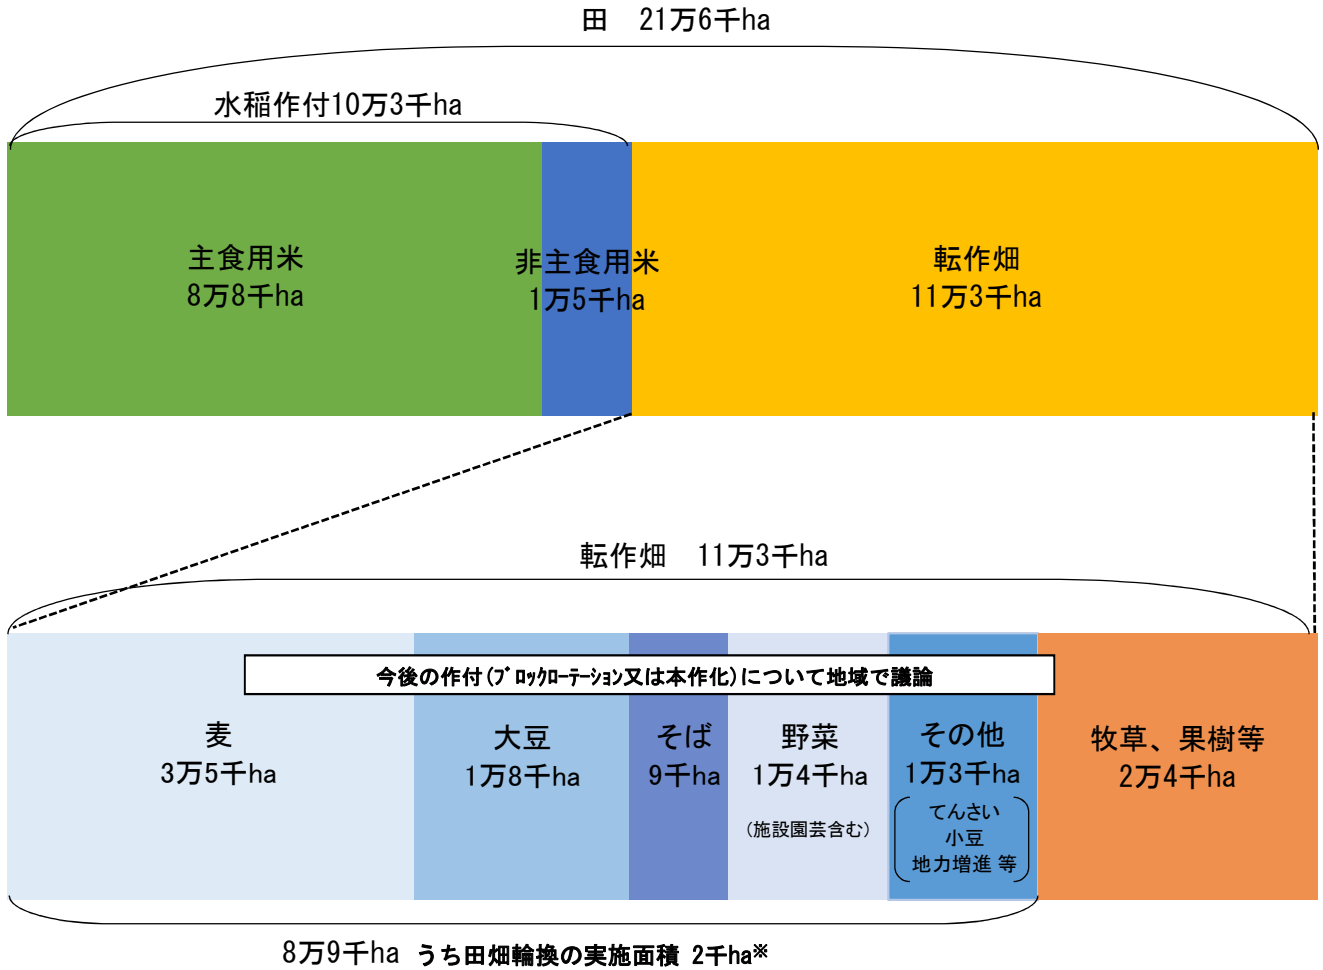 田　21万6千ha
水稲作付10万3千ha
主食用米
8万8千ha
非主食用米
1万5千ha
転作畑
11万3千ha
転作畑　11万3千ha
今後の作付(ﾌﾞﾛｯｸﾛｰﾃｰｼｮﾝ又は本作化)について地域で議論
麦
3万5千ha
大豆
1万8千ha
そば
9千ha
野菜
1万4千ha
(施設園芸含む)
その他
1万3千ha
てんさい
小豆
地力増進 等
牧草、果樹等
2万4千ha
8万9千ha うち田畑輪換の実施面積 2千ha※